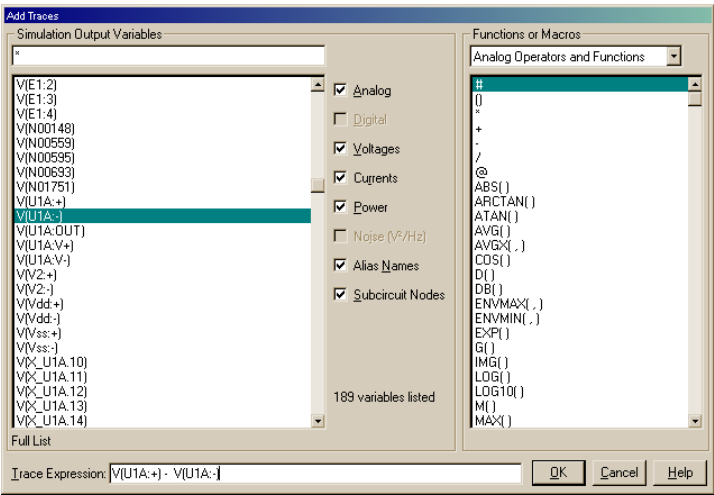 Add Traces
Simulation Output Variables
*
V(E1:2)
V(E1:3)
V(E1:4)
V(N00148)
V(N00559)
V(N00595)
V(N00693)
V(N01751)
V(U1A:+)
V(U1A:-)
V(U1A:OUT)
V(U1A:V+)
V(U1A:V-)
V(V2:+)
V(V2:-)
V(Vdd:+)
V(Vdd:-)
V(Vss:+)
V(Vss:-)
V(X_U1A.10)
V(X_U1A.11)
V(X_U1A.12)
V(X_U1A.13)
V(X_U1A.14)
Full List
Analog
Digital
Voltages
Currents
Power
Noise (V²/Hz)
Alias Names
Subcircuit Nodes
189 variables listed
Functions or Macros
Analog Operators and Functions
#
()
*
+
-
/
@
ABS( )
ARCTAN( )
ATAN( )
AVG( )
AVGX( , )
COS( )
D( )
DB( )
ENVMAX( , )
ENVMIN( , )
EXP( )
G( )
IMG( )
LOG( )
LOG10( )
M( )
MAX( )
Trace Expression: V(U1A:+) - V(U1A:-)
OK Cancel Help